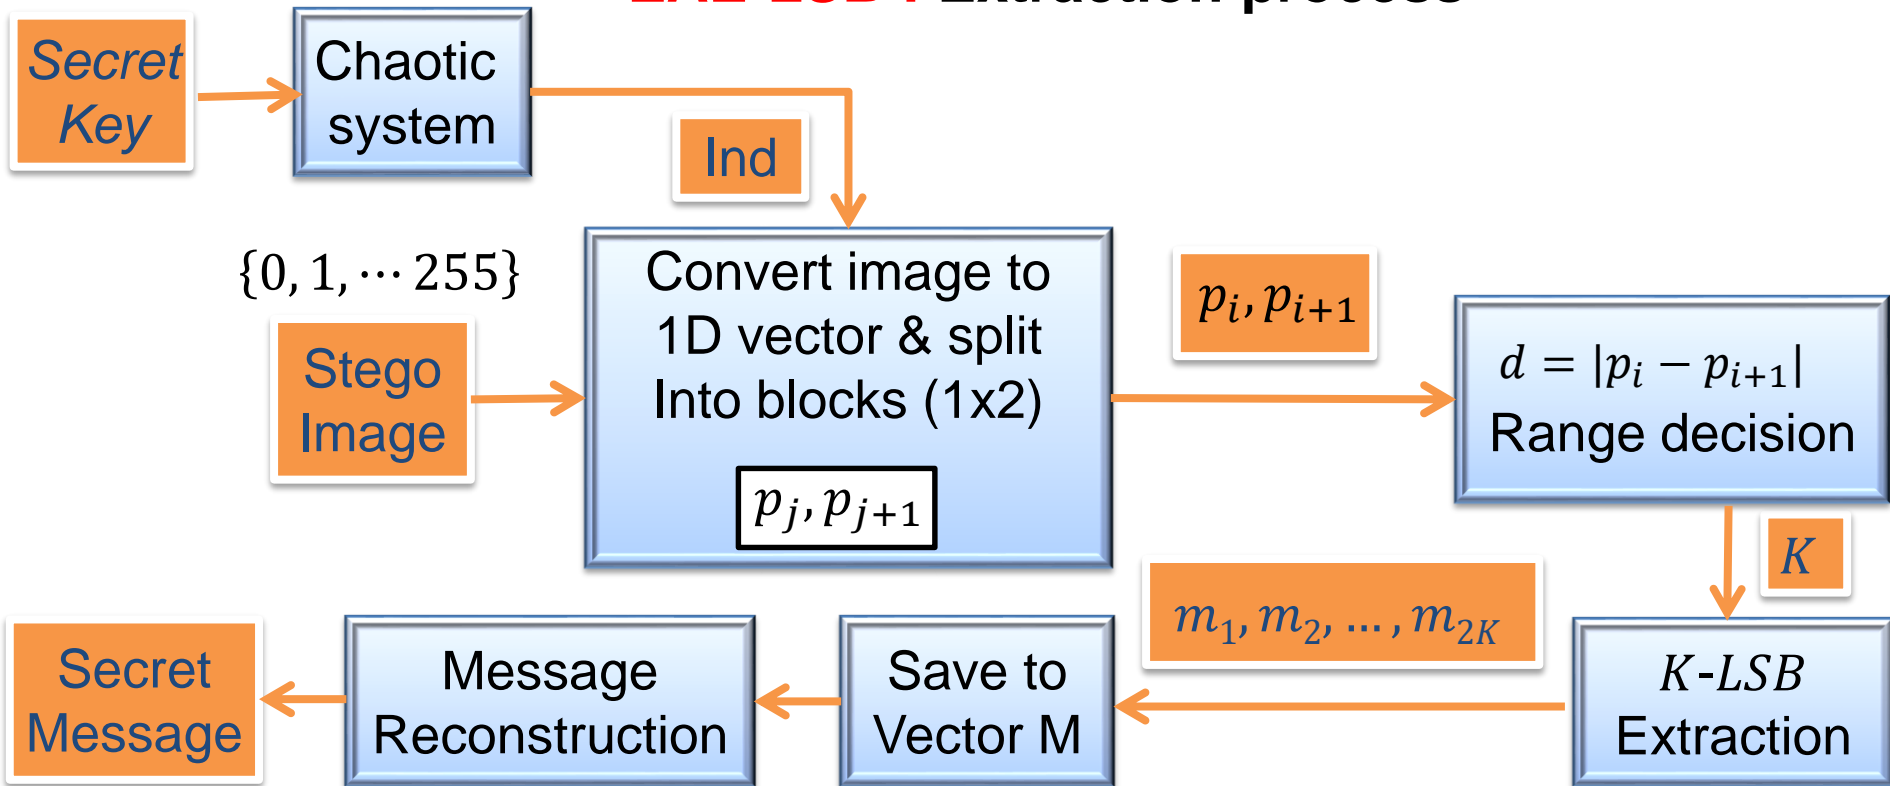 Extraction process
Secret
Key
Chaotic
system
Ind
{0, 1, ⋯ 255}
Stego
Image
Convert image to
1D vector & split
Into blocks (1x2)
p_j, p_{j+1}
p_i, p_{i+1}
d = |p_i − p_{i+1}|
Range decision
K
K-LSB
Extraction
m_1, m_2, … , m_{2K}
Save to
Vector M
Message
Reconstruction
Secret
Message